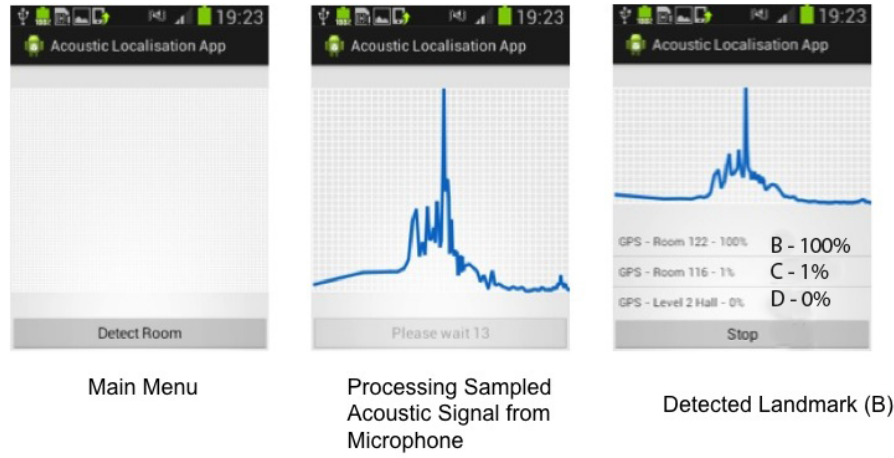 19:23
Acoustic Localisation App
Detect Room
Main Menu
19:23
Acoustic Localisation App
Please wait 13
Processing Sampled
Acoustic Signal from
Microphone
19:23
Acoustic Localisation App
GPS - Room 122 - 100% B - 100%
GPS - Room 116 - 1% C - 1%
GPS - Level 2 Hall - 0% D - 0%
Stop
Detected Landmark (B)